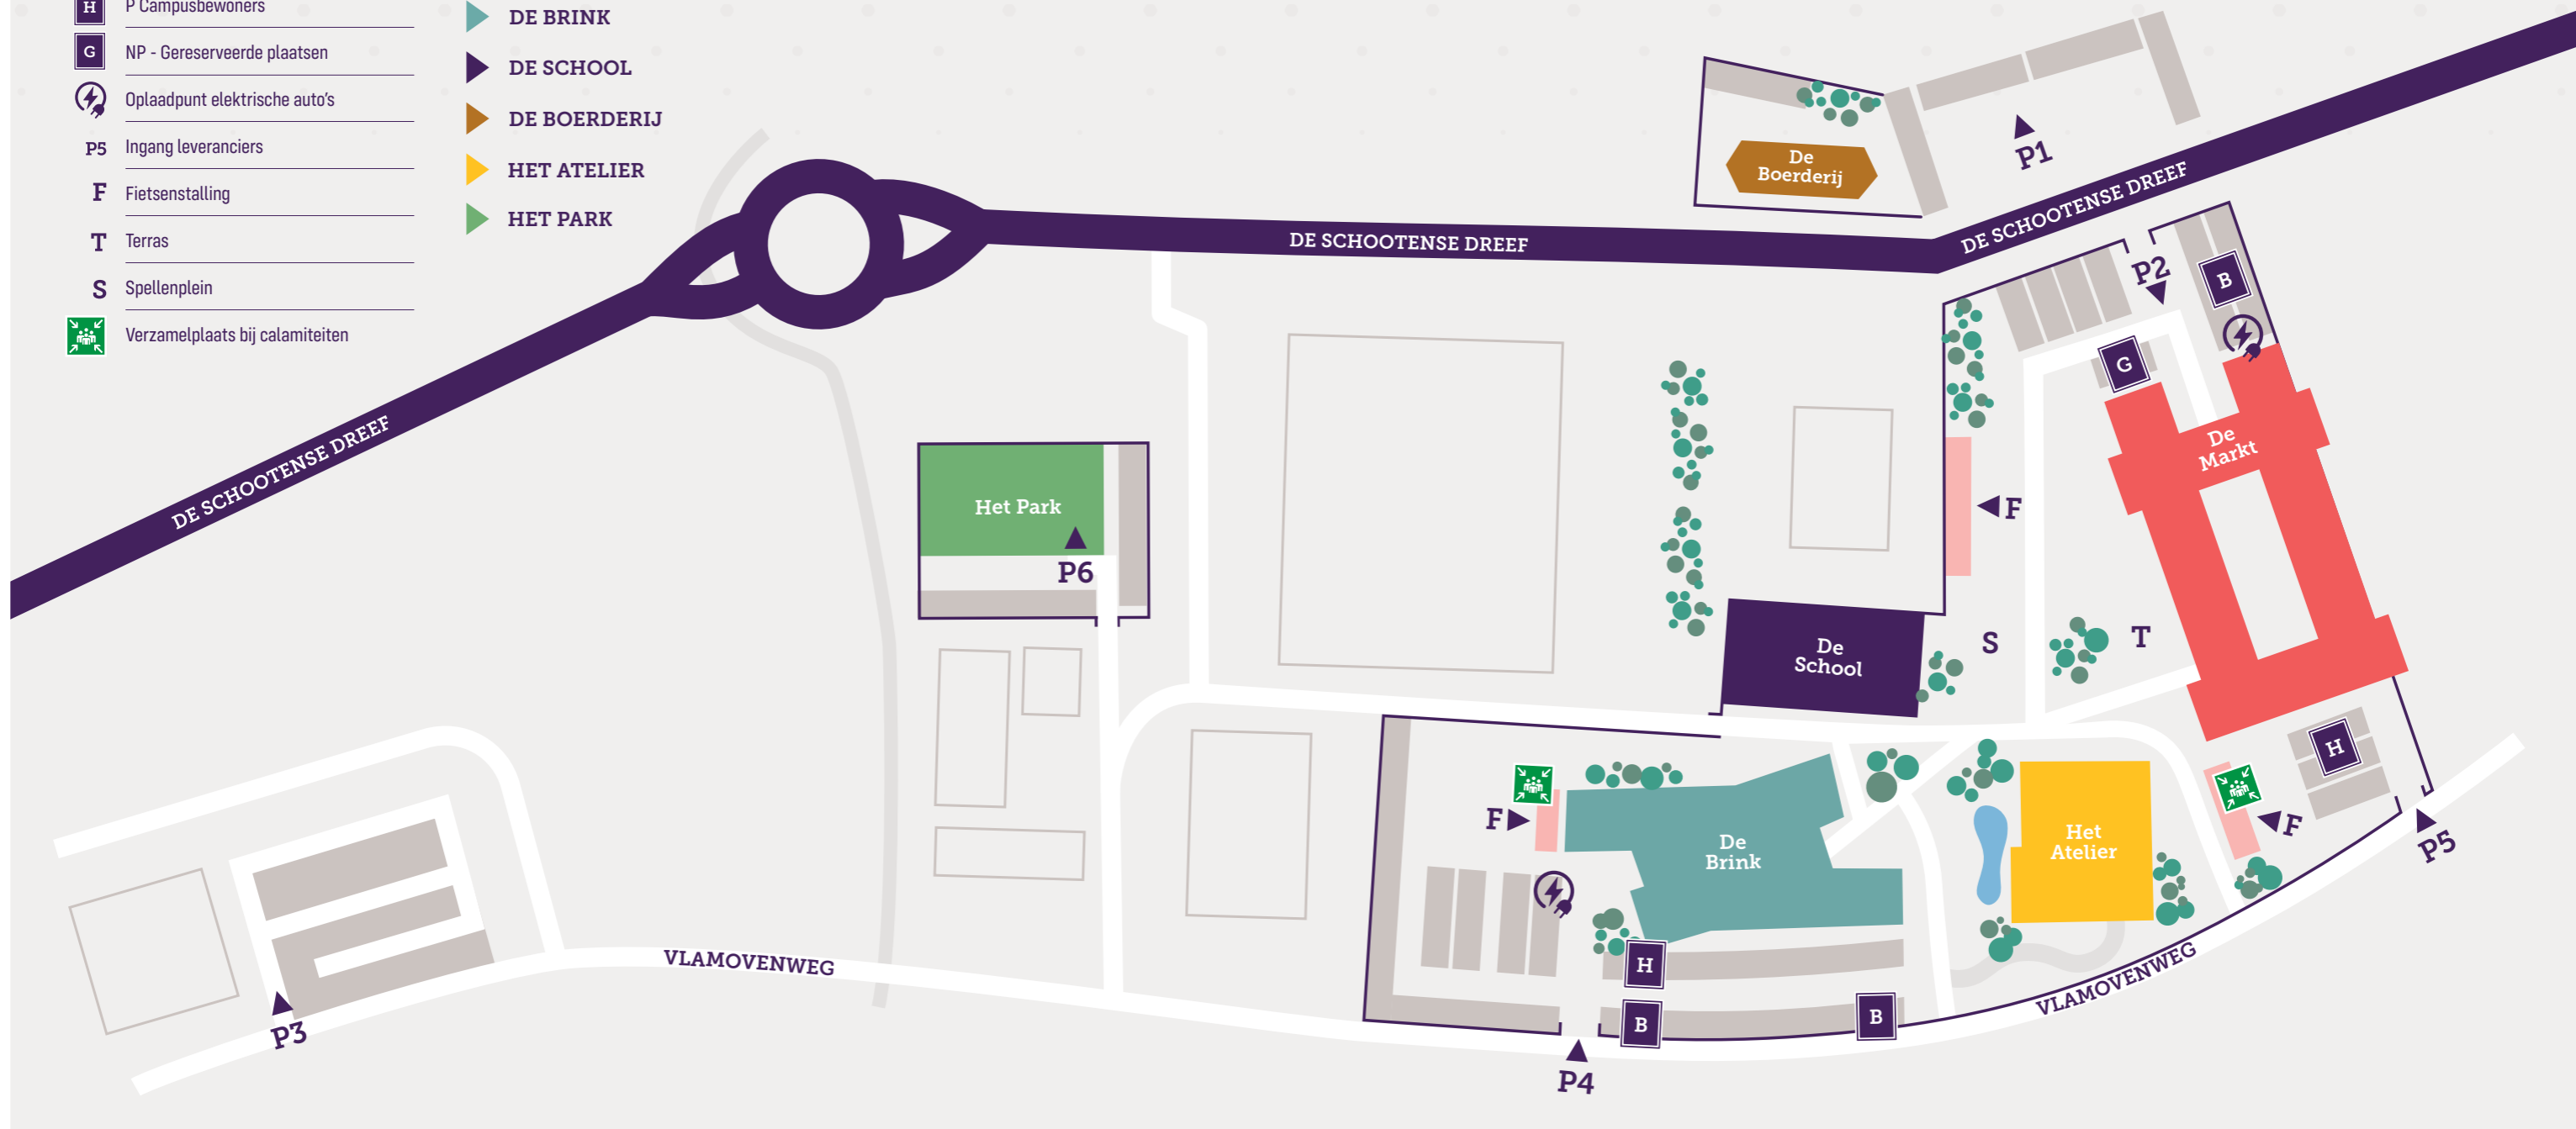 H P Campusbewoners
G NP - Gereserveerde plaatsen
Oplaadpunt elektrische auto's
P5 Ingang leveranciers
F Fietsenstalling
T Terras
S Spellenplein
Verzamelplaats bij calamiteiten
DE BRINK
DE SCHOOL
DE BOERDERIJ
HET ATELIER
HET PARK
De
Boerderij
P1
DE SCHOOTENSE DREEF
DE SCHOOTENSE DREEF
P2
B
G
De
Markt
DE SCHOOTENSE DREEF
Het Park
P6
F
De
School
S
T
H
F
De
Brink
Het
Atelier
F
P5
H
B
B
VLAMOVENWEG
VLAMOVENWEG
P3
P4